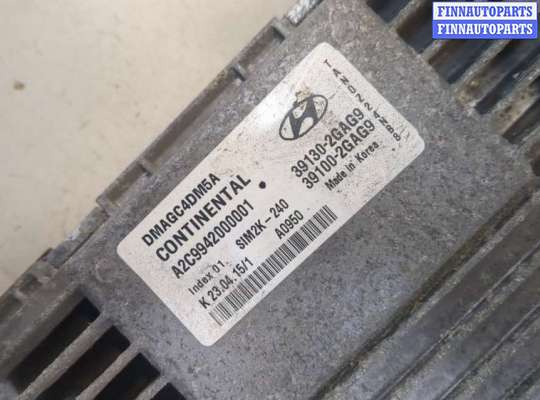 FINNAUTOPARTS
FINNAUTOPARTS
DMAGC4DM5A
CONTINENTAL
A2C9942000001
Index 01. SIM2K-240
K 23.04.15/1 A0950
39130-2GAG9
39100-2GAG9
Made in Korea